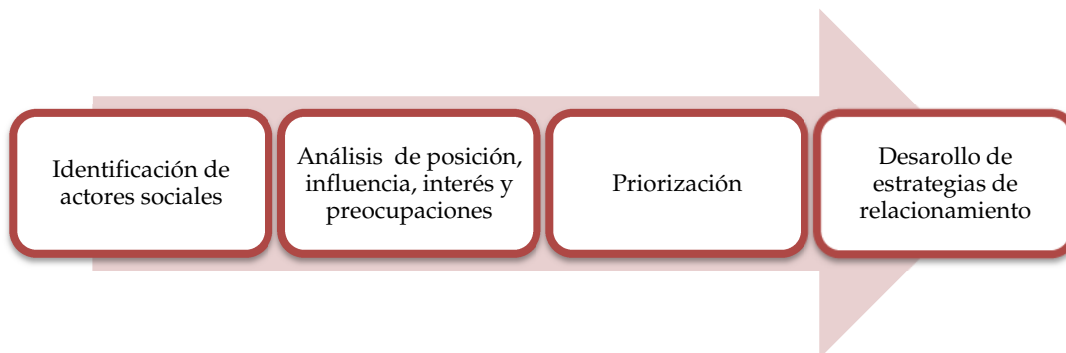 Identificación de
actores sociales
Análisis de posición,
influencia, interés y
preocupaciones
Priorización
Desarollo de
estrategias de
relacionamiento